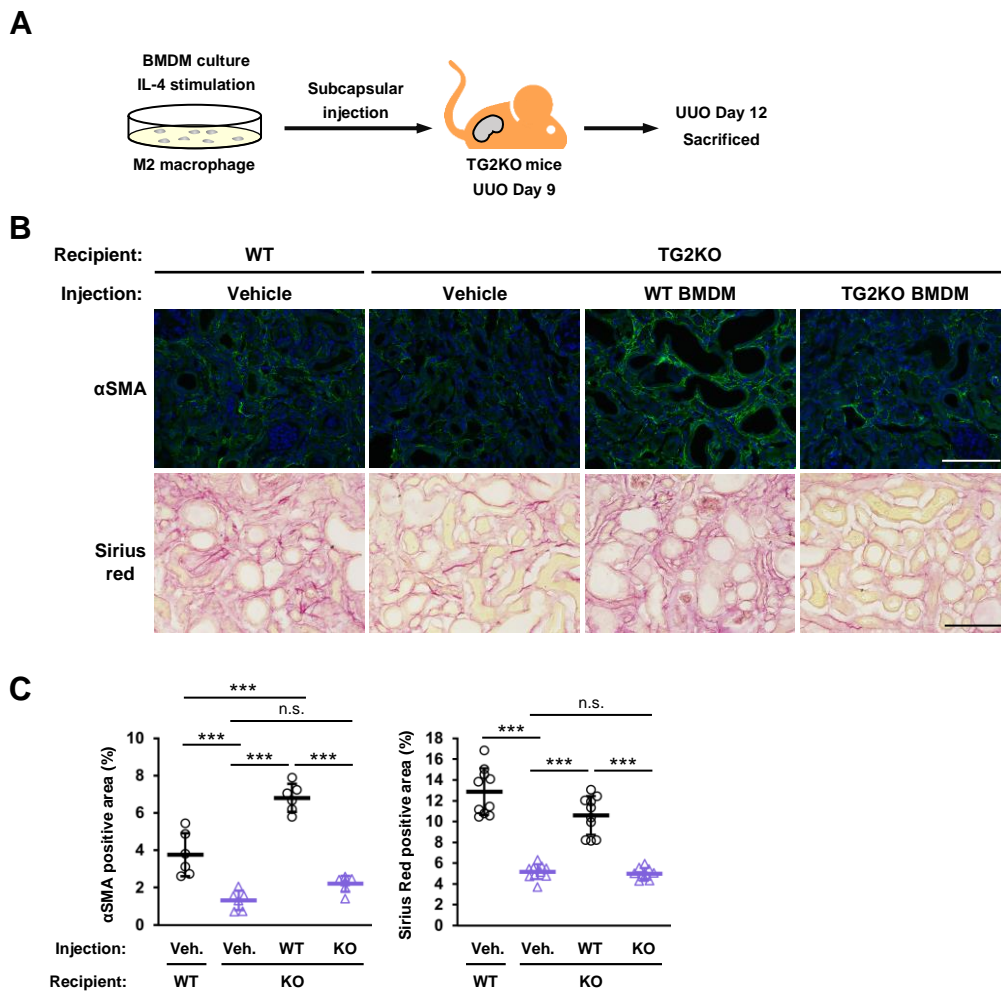 A
BMDM culture
IL-4 stimulation
M2 macrophage
Subcapsular
injection
TG2KO mice
UUO Day 9
UUO Day 12
Sacrificed
B
Recipient: WT TG2KO
Injection: Vehicle Vehicle WT BMDM TG2KO BMDM
αSMA
Sirius
red
C
***
n.s.
***
*** ***
αSMA positive area (%)
10
8
6
4
2
0
Injection: Veh. Veh. WT KO
Recipient: WT KO
n.s.
***
*** ***
Sirius Red positive area (%)
18
16
14
12
10
8
6
4
2
0
Veh. Veh. WT KO
WT KO